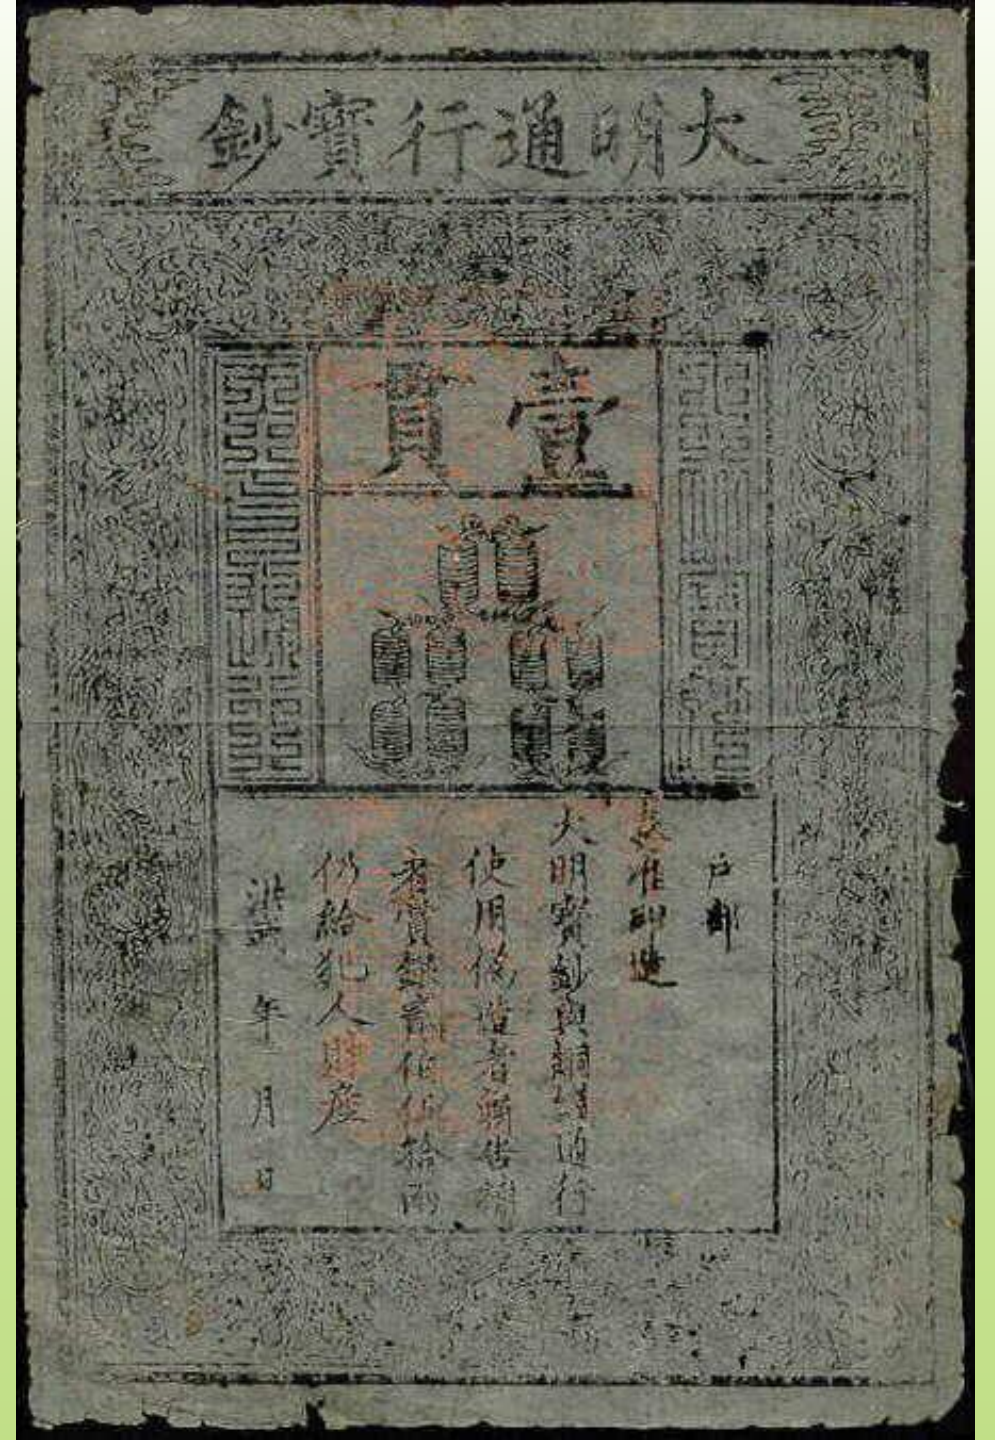 大明通行寶鈔
壹貫
戶部
奏准印造
大明寶鈔與銅錢通行
使用偽造者斬告捕
者賞銀貳伯伍拾兩
仍給犯人財產
洪武 年 月 日